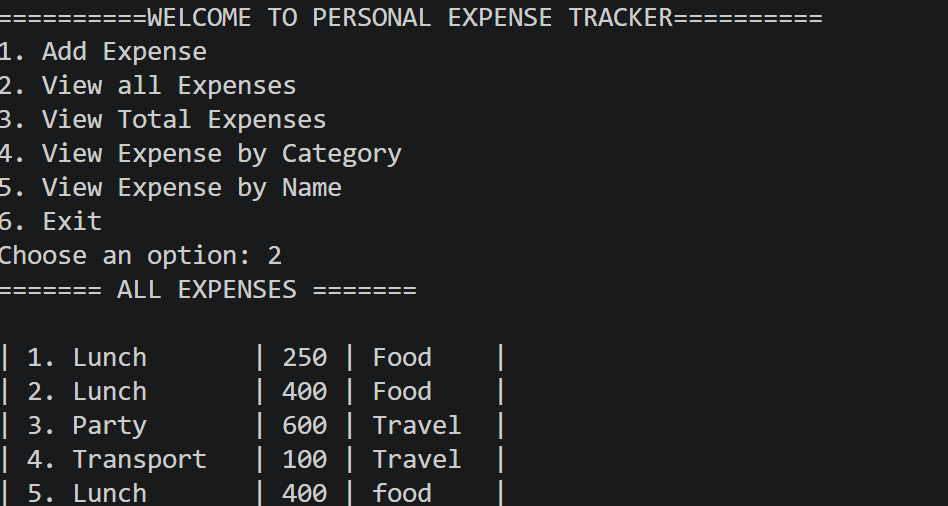 ==========WELCOME TO PERSONAL EXPENSE TRACKER==========
1. Add Expense
2. View all Expenses
3. View Total Expenses
4. View Expense by Category
5. View Expense by Name
6. Exit
Choose an option: 2
======= ALL EXPENSES =======
| 1. Lunch       | 250 | Food    |
| 2. Lunch       | 400 | Food    |
| 3. Party       | 600 | Travel  |
| 4. Transport   | 100 | Travel  |
| 5. Lunch       | 400 | food    |